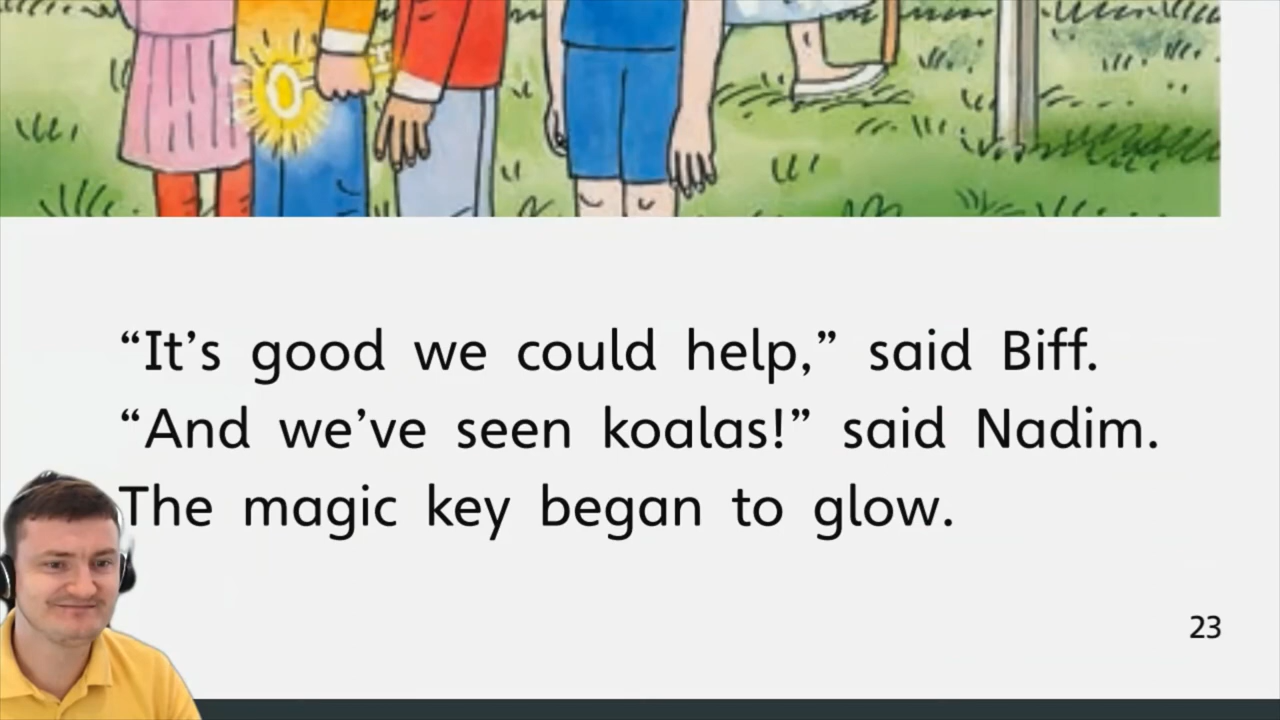 “It’s good we could help,” said Biff.
“And we’ve seen koalas!” said Nadim.
The magic key began to glow.
23